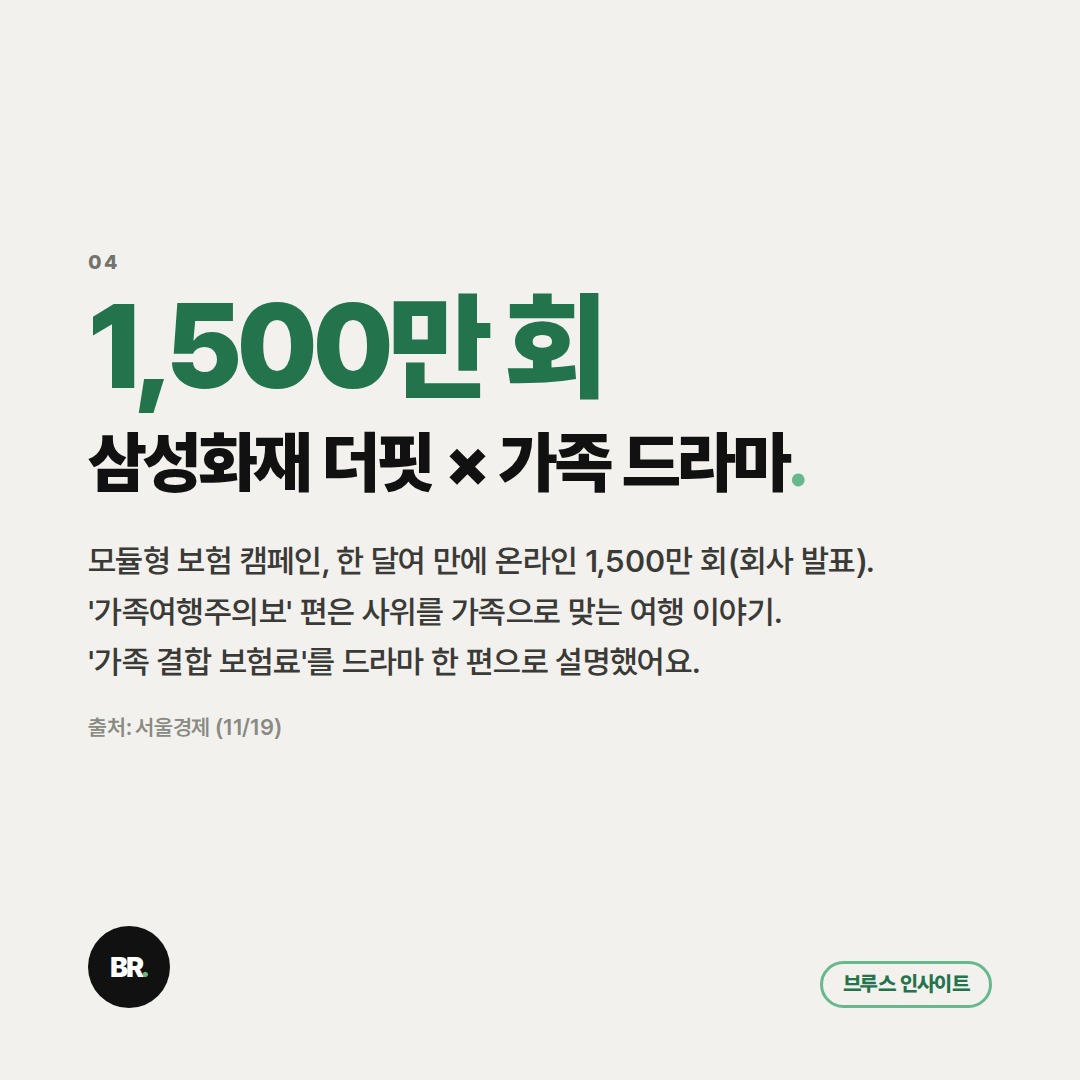 04
1,500만 회
삼성화재 더핏 × 가족 드라마.
모듈형 보험 캠페인, 한 달여 만에 온라인 1,500만 회(회사 발표).
'가족여행주의보' 편은 사위를 가족으로 맞는 여행 이야기.
'가족 결합 보험료'를 드라마 한 편으로 설명했어요.
출처: 서울경제 (11/19)
BR.
브루스 인사이트